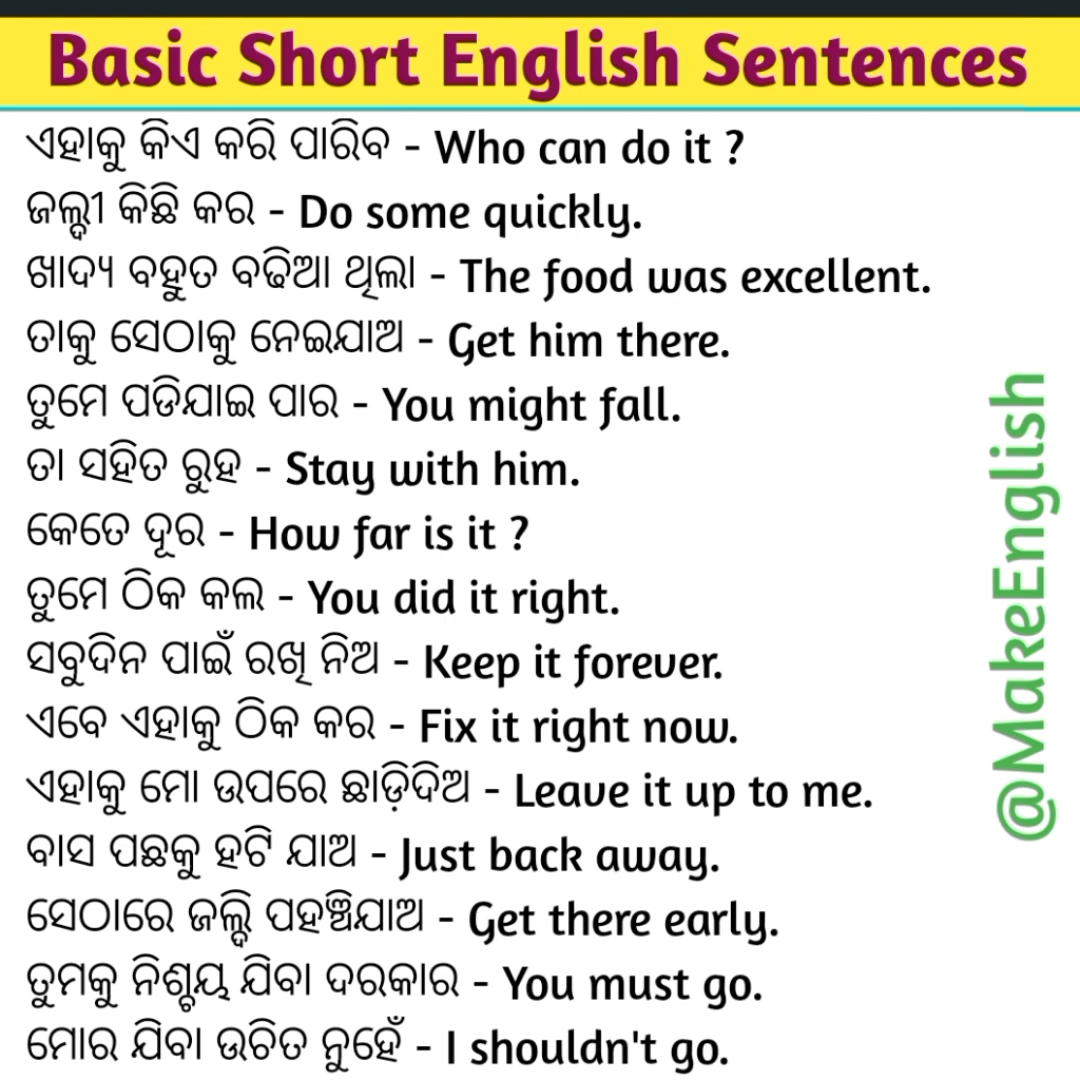 Basic Short English Sentences
ଏହାକୁ କିଏ କରି ପାରିବ - Who can do it ?
ଜଲ୍ଦୀ କିଛି କର - Do some quickly.
ଖାଦ୍ୟ ବହୁତ ବଢିଆ ଥିଲା - The food was excellent.
ତାକୁ ସେଠାକୁ ନେଇଯାଅ - Get him there.
ତୁମେ ପଡିଯାଇ ପାର - You might fall.
ତା ସହିତ ରୁହ - Stay with him.
କେତେ ଦୂର - How far is it ?
ତୁମେ ଠିକ କଲ - You did it right.
ସବୁଦିନ ପାଇଁ ରଖି ନିଅ - Keep it forever.
ଏବେ ଏହାକୁ ଠିକ କର - Fix it right now.
ଏହାକୁ ମୋ ଉପରେ ଛାଡ଼ିଦିଅ - Leave it up to me.
ବାସ ପଛକୁ ହଟି ଯାଅ - Just back away.
ସେଠାରେ ଜଲ୍ଦି ପହଞ୍ଚିଯାଅ - Get there early.
ତୁମକୁ ନିଶ୍ଚୟ ଯିବା ଦରକାର - You must go.
ମୋର ଯିବା ଉଚିତ ନୁହେଁ - I shouldn't go.
@MakeEnglish